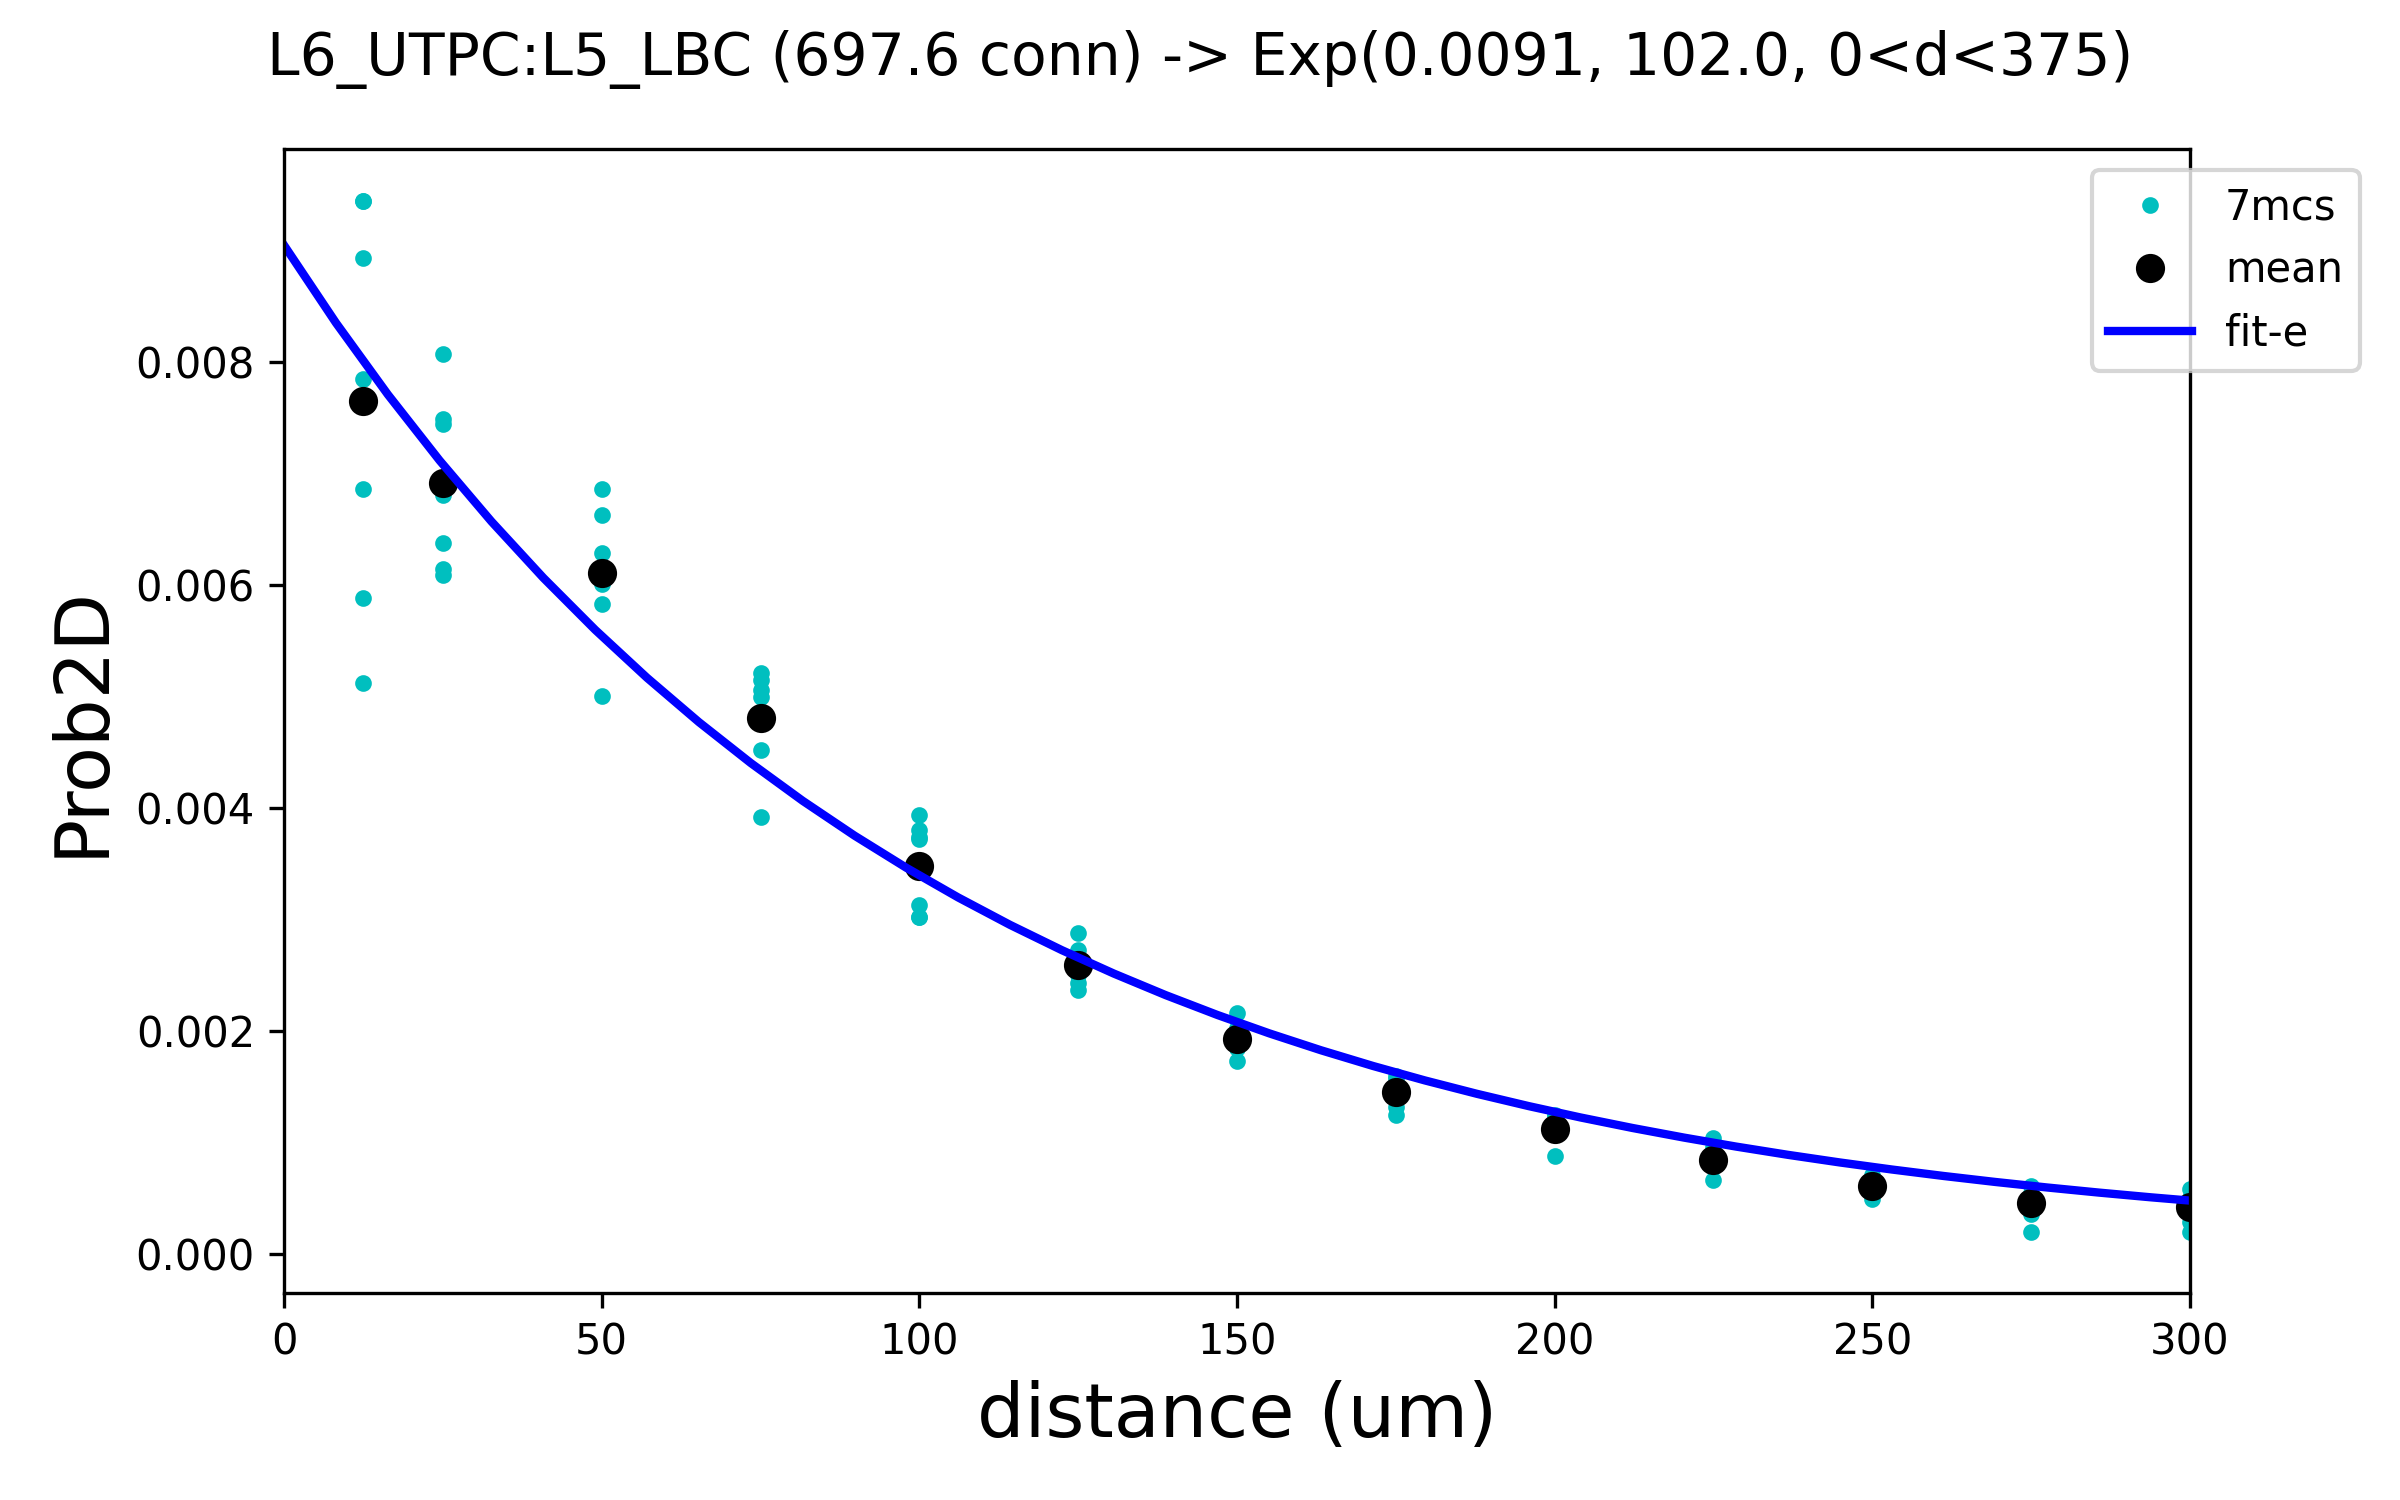 L6_UTPC:L5_LBC (697.6 conn) -> Exp(0.0091, 102.0, 0<d<375)
7mcs
mean
fit-e
Prob2D
0.008
0.006
0.004
0.002
0.000
0 50 100 150 200 250 300
distance (um)